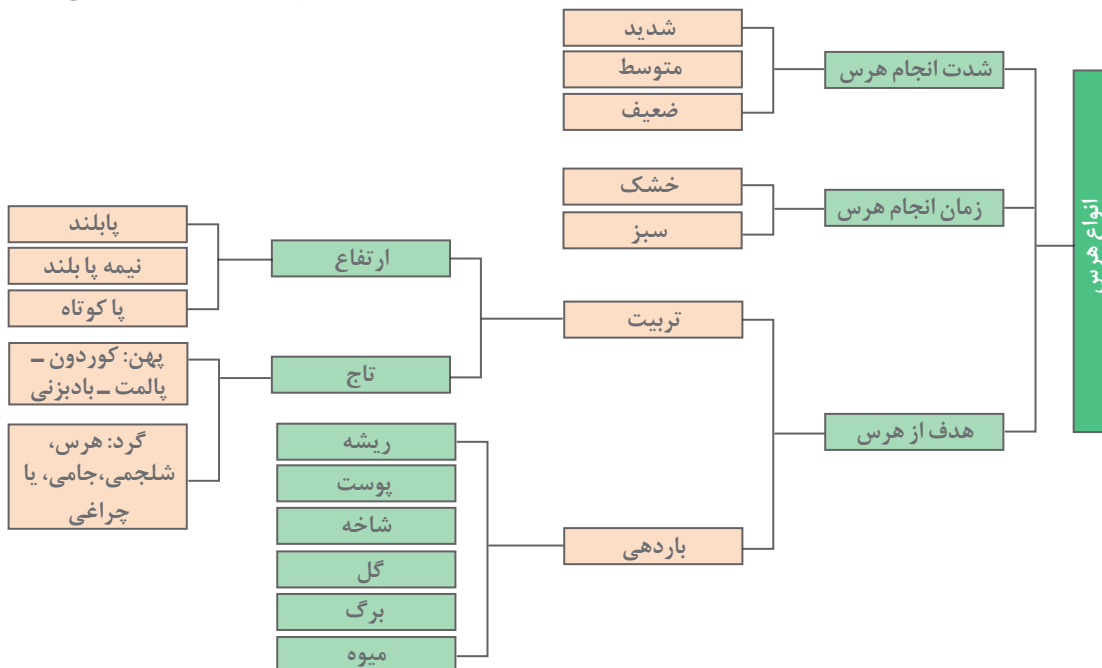 انواع هرس
شدت انجام هرس
شدید
متوسط
ضعیف
زمان انجام هرس
خشک
سبز
هدف از هرس
تربیت
ارتفاع
پابلند
نیمه پا بلند
پا کوتاه
تاج
پهن: کوردون ـ
پالمت ـ بادبزنی
گرد: هرس،
شلجمی،جامی، یا
چراغی
باردهی
ریشه
پوست
شاخه
گل
برگ
میوه